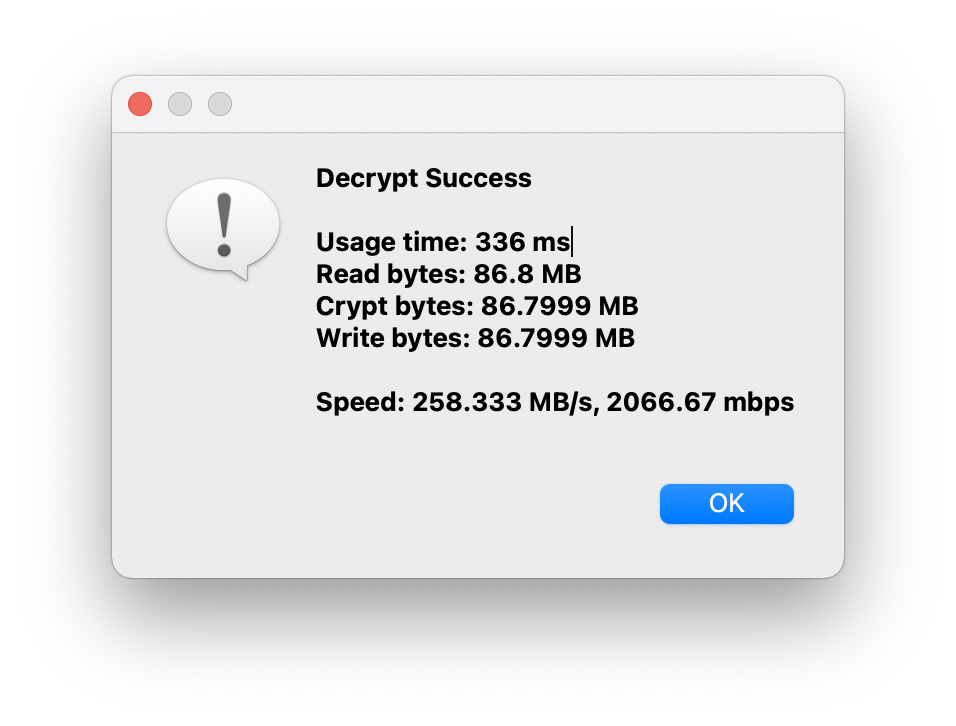 Decrypt Success
Usage time: 336 ms
Read bytes: 86.8 MB
Crypt bytes: 86.7999 MB
Write bytes: 86.7999 MB
Speed: 258.333 MB/s, 2066.67 mbps
OK